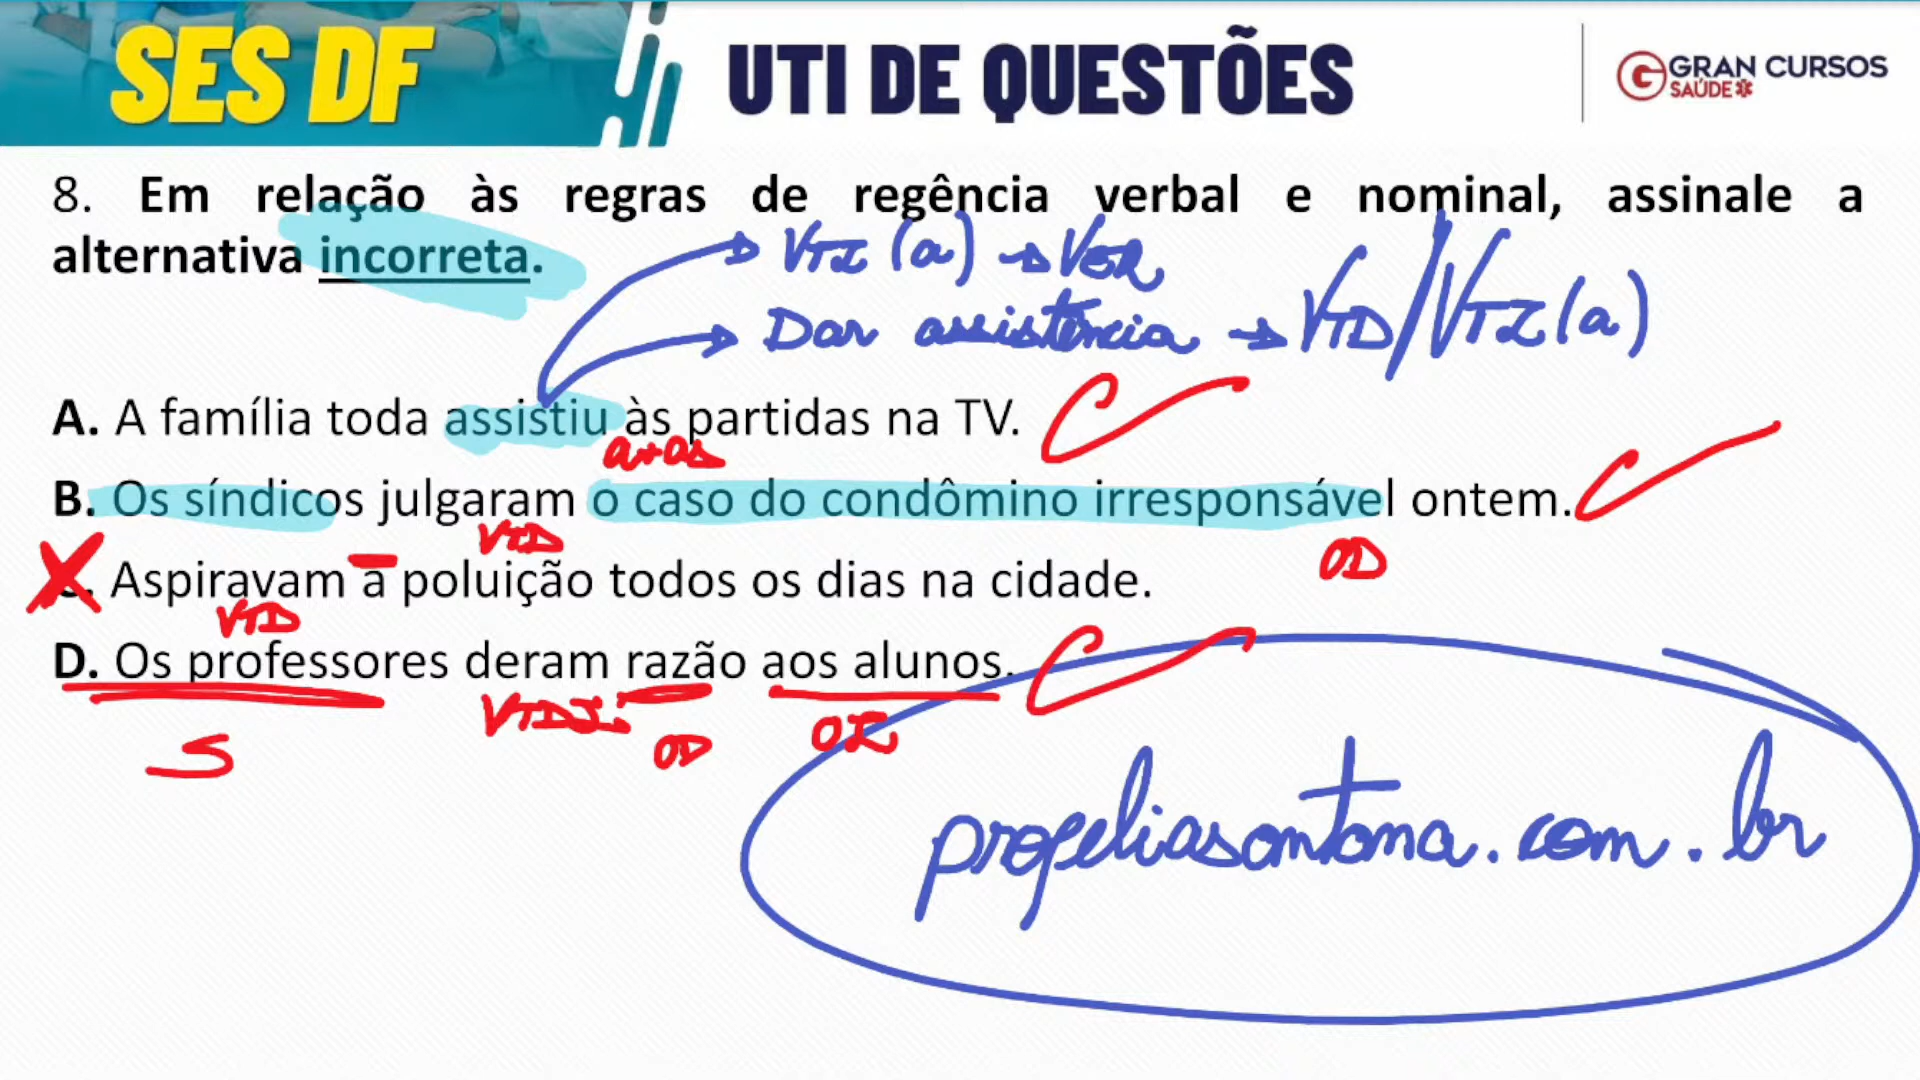 SES DF
UTI DE QUESTÕES
GRAN CURSOS
SAÚDE
8. Em relação às regras de regência verbal e nominal, assinale a
alternativa incorreta.
VTI (a) → VER
Dar assistência → VTD/VTI (a)
A. A família toda assistiu às partidas na TV.
a+as
B. Os síndicos julgaram o caso do condômino irresponsável ontem.
VTD
OD
Aspiravam a poluição todos os dias na cidade.
VTD
D. Os professores deram razão aos alunos.
S
VTDI
OD
OI
profeliasantana.com.br